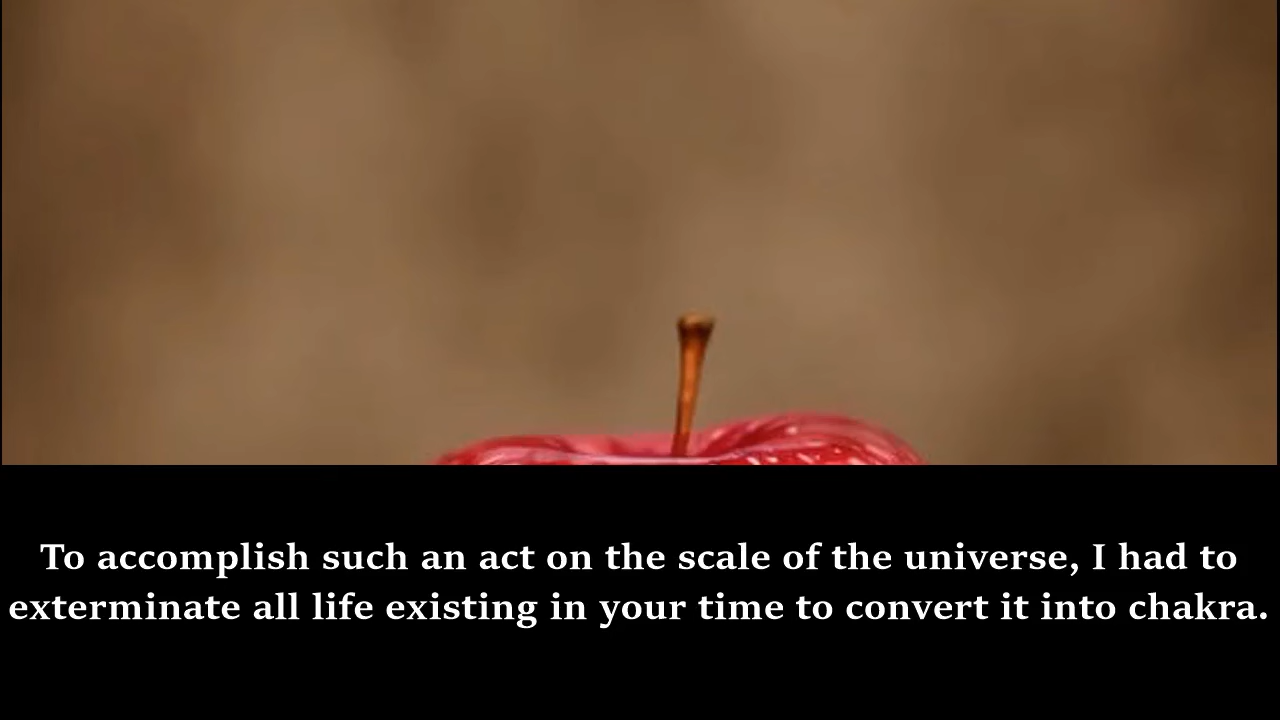 To accomplish such an act on the scale of the universe, I had to
exterminate all life existing in your time to convert it into chakra.